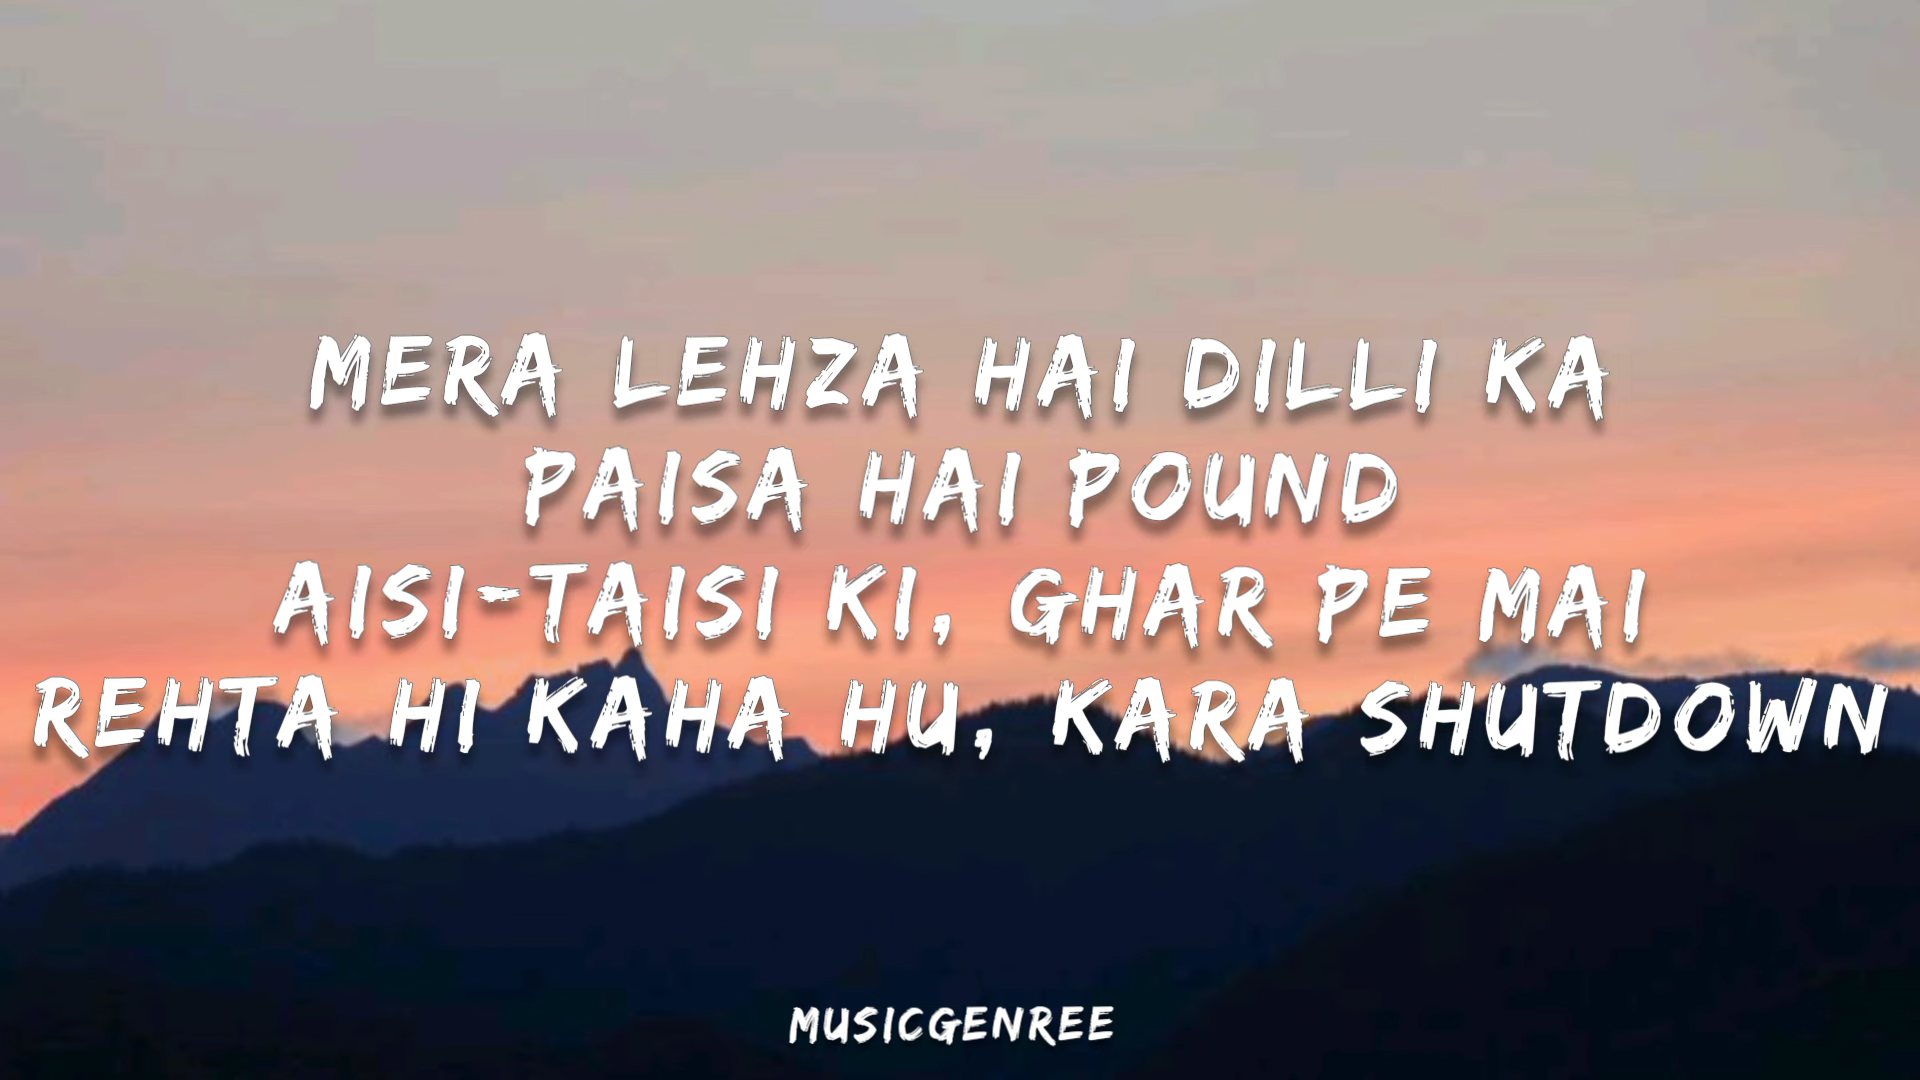 MERA LEHZA HAI DILLI KA
PAISA HAI POUND
AISI-TAISI KI, GHAR PE MAI
REHTA HI KAHA HU, KARA SHUTDOWN
MUSICGENREE